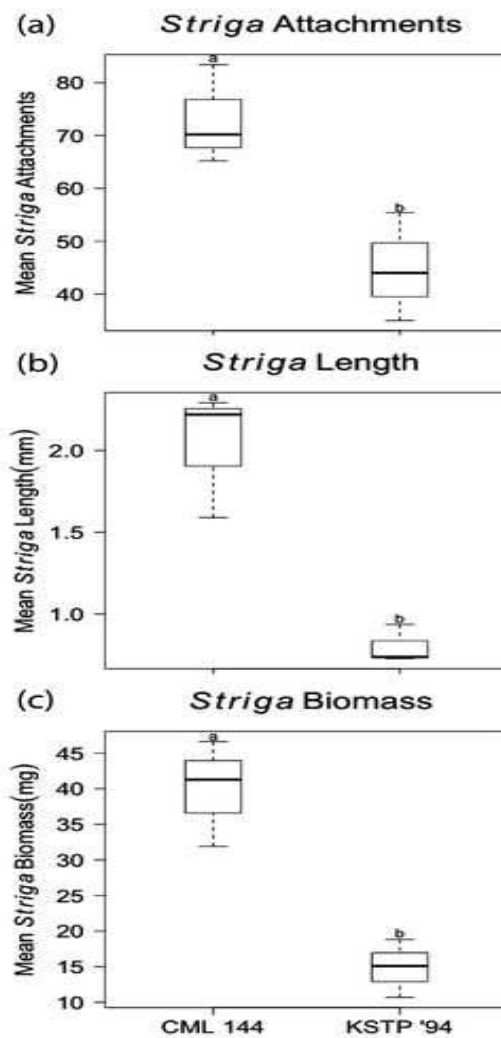 (a) Striga Attachments
Mean Striga Attachments
80
70
60
50
40
a
b
(b) Striga Length
Mean Striga Length(mm)
2.0
1.5
1.0
a
b
(c) Striga Biomass
Mean Striga Biomass(mg)
45
40
35
30
25
20
15
10
a
b
CML 144 KSTP '94